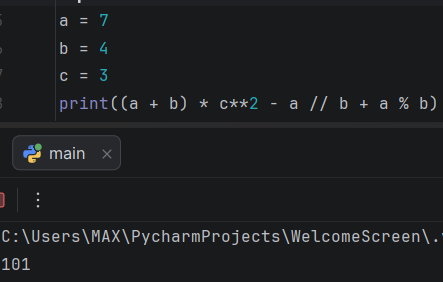 a = 7
b = 4
c = 3
print((a + b) * c**2 - a // b + a % b)
main
C:\Users\MAX\PycharmProjects\WelcomeScreen\.
101